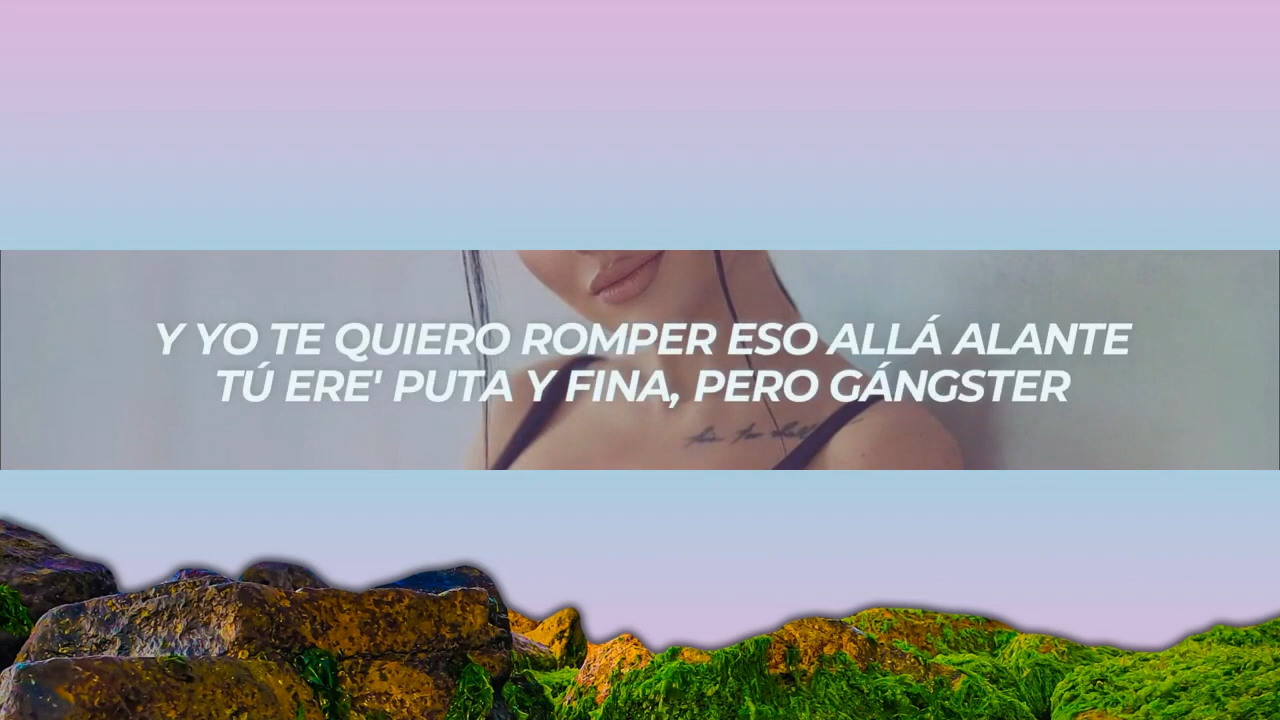 Y YO TE QUIERO ROMPER ESO ALLÁ ALANTE
TÚ ERE' PUTA Y FINA, PERO GÁNGSTER